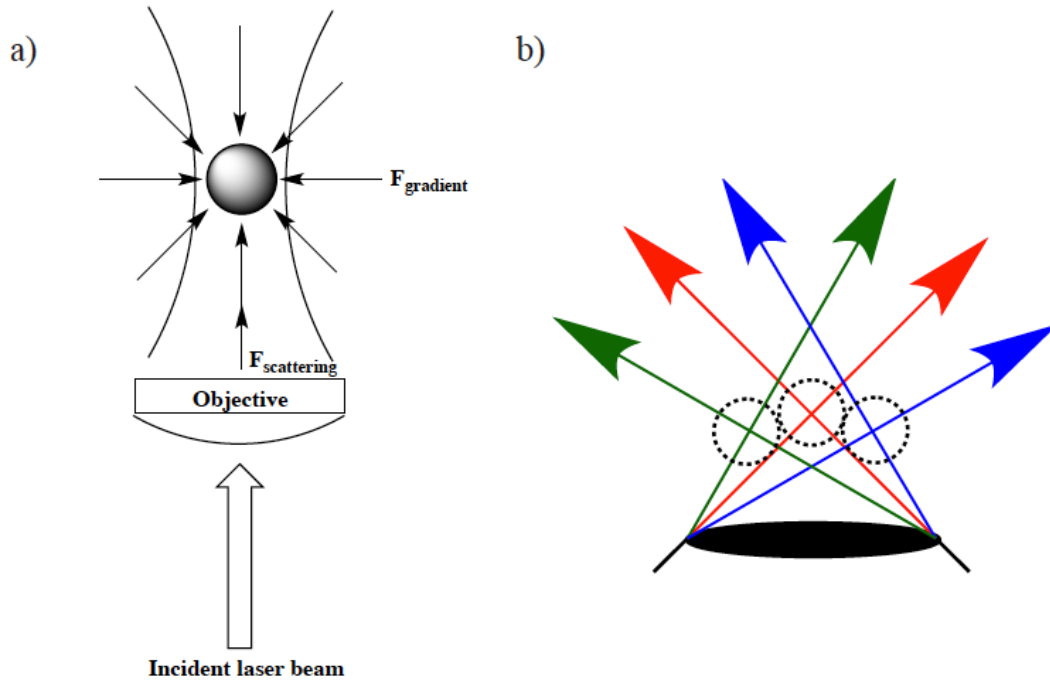 a)
b)
Fgradient
Fscattering
Objective
Incident laser beam